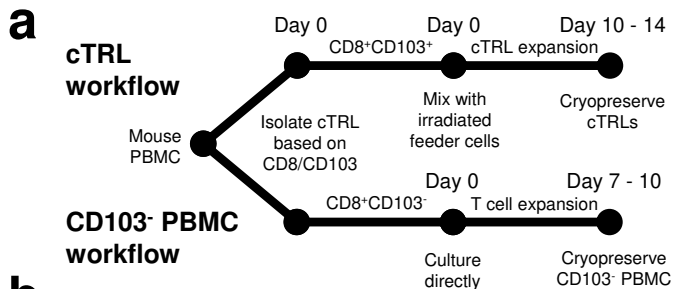 a
cTRL
workflow
Mouse
PBMC
Day 0
CD8⁺CD103⁺
Day 0
cTRL expansion
Day 10 - 14
Isolate cTRL
based on
CD8/CD103
Mix with
irradiated
feeder cells
Cryopreserve
cTRLs
CD103⁻ PBMC
workflow
CD8⁺CD103⁻
Day 0
T cell expansion
Day 7 - 10
Culture
directly
Cryopreserve
CD103⁻ PBMC
b